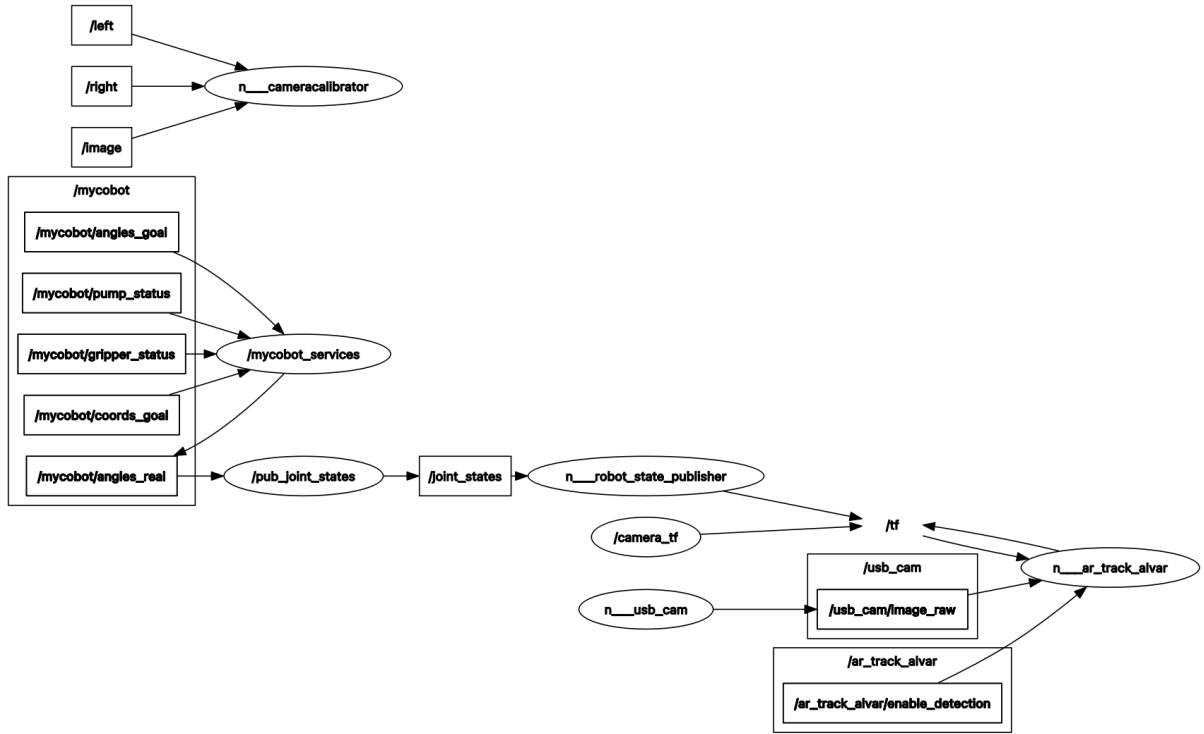 /left
/right
n___cameracalibrator
/image
/mycobot
/mycobot/angles_goal
/mycobot/pump_status
/mycobot/gripper_status
/mycobot_services
/mycobot/coords_goal
/mycobot/angles_real
/pub_joint_states
/joint_states
n___robot_state_publisher
/camera_tf
/tf
/usb_cam
n___ar_track_alvar
n___usb_cam
/usb_cam/image_raw
/ar_track_alvar
/ar_track_alvar/enable_detection